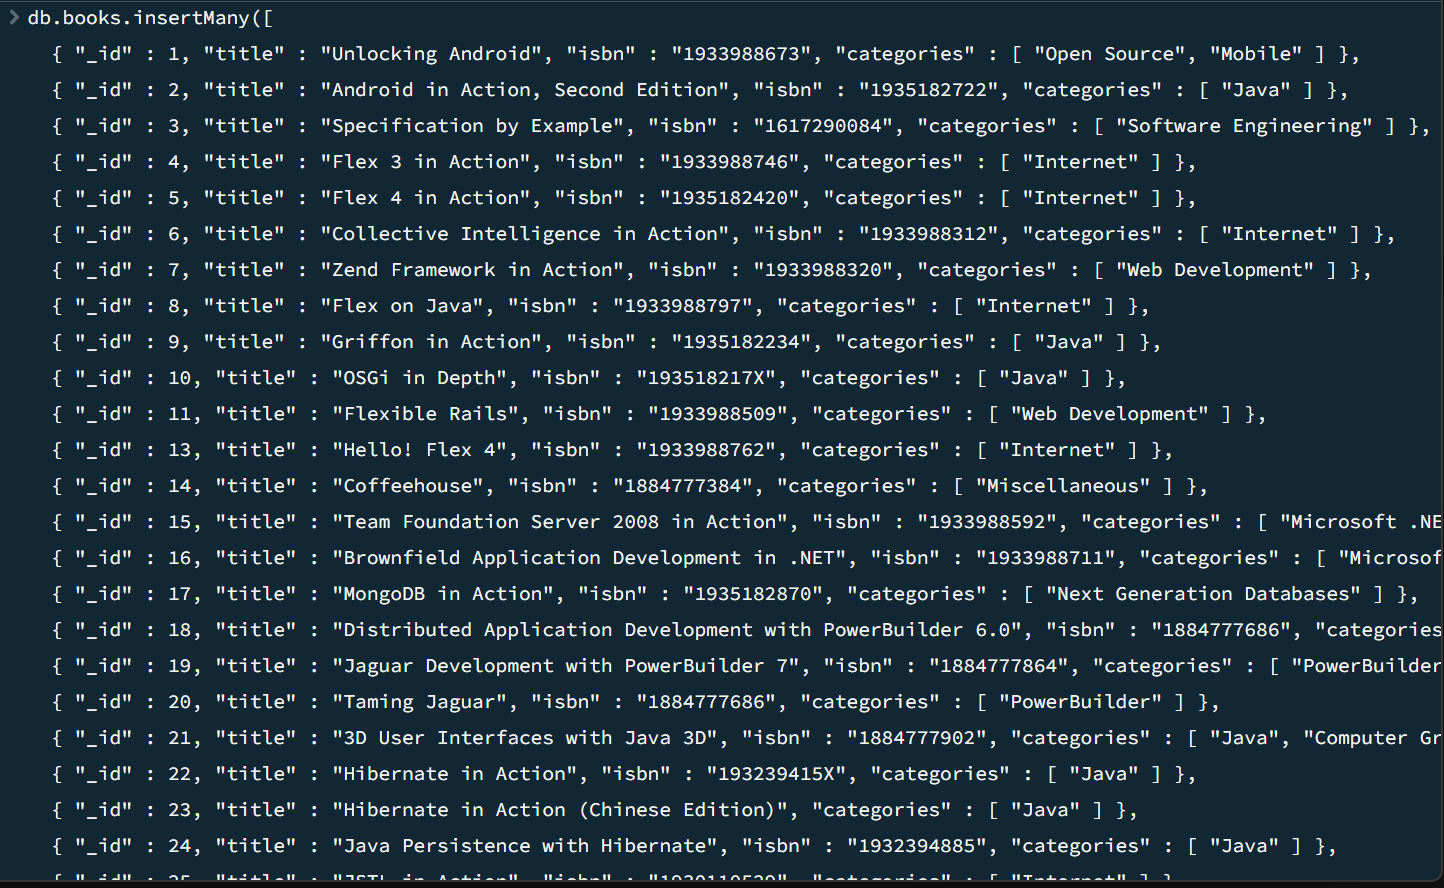 db.books.insertMany([
{ "_id" : 1, "title" : "Unlocking Android", "isbn" : "1933988673", "categories" : [ "Open Source", "Mobile" ] },
{ "_id" : 2, "title" : "Android in Action, Second Edition", "isbn" : "1935182722", "categories" : [ "Java" ] },
{ "_id" : 3, "title" : "Specification by Example", "isbn" : "1617290084", "categories" : [ "Software Engineering" ] },
{ "_id" : 4, "title" : "Flex 3 in Action", "isbn" : "1933988746", "categories" : [ "Internet" ] },
{ "_id" : 5, "title" : "Flex 4 in Action", "isbn" : "1935182420", "categories" : [ "Internet" ] },
{ "_id" : 6, "title" : "Collective Intelligence in Action", "isbn" : "1933988312", "categories" : [ "Internet" ] },
{ "_id" : 7, "title" : "Zend Framework in Action", "isbn" : "1933988320", "categories" : [ "Web Development" ] },
{ "_id" : 8, "title" : "Flex on Java", "isbn" : "1933988797", "categories" : [ "Internet" ] },
{ "_id" : 9, "title" : "Griffon in Action", "isbn" : "1935182234", "categories" : [ "Java" ] },
{ "_id" : 10, "title" : "OSGi in Depth", "isbn" : "193518217X", "categories" : [ "Java" ] },
{ "_id" : 11, "title" : "Flexible Rails", "isbn" : "1933988509", "categories" : [ "Web Development" ] },
{ "_id" : 13, "title" : "Hello! Flex 4", "isbn" : "1933988762", "categories" : [ "Internet" ] },
{ "_id" : 14, "title" : "Coffeehouse", "isbn" : "1884777384", "categories" : [ "Miscellaneous" ] },
{ "_id" : 15, "title" : "Team Foundation Server 2008 in Action", "isbn" : "1933988592", "categories" : [ "Microsoft .NE
{ "_id" : 16, "title" : "Brownfield Application Development in .NET", "isbn" : "1933988711", "categories" : [ "Microsof
{ "_id" : 17, "title" : "MongoDB in Action", "isbn" : "1935182870", "categories" : [ "Next Generation Databases" ] },
{ "_id" : 18, "title" : "Distributed Application Development with PowerBuilder 6.0", "isbn" : "1884777686", "categories
{ "_id" : 19, "title" : "Jaguar Development with PowerBuilder 7", "isbn" : "1884777864", "categories" : [ "PowerBuilder
{ "_id" : 20, "title" : "Taming Jaguar", "isbn" : "1884777686", "categories" : [ "PowerBuilder" ] },
{ "_id" : 21, "title" : "3D User Interfaces with Java 3D", "isbn" : "1884777902", "categories" : [ "Java", "Computer Gr
{ "_id" : 22, "title" : "Hibernate in Action", "isbn" : "193239415X", "categories" : [ "Java" ] },
{ "_id" : 23, "title" : "Hibernate in Action (Chinese Edition)", "categories" : [ "Java" ] },
{ "_id" : 24, "title" : "Java Persistence with Hibernate", "isbn" : "1932394885", "categories" : [ "Java" ] },